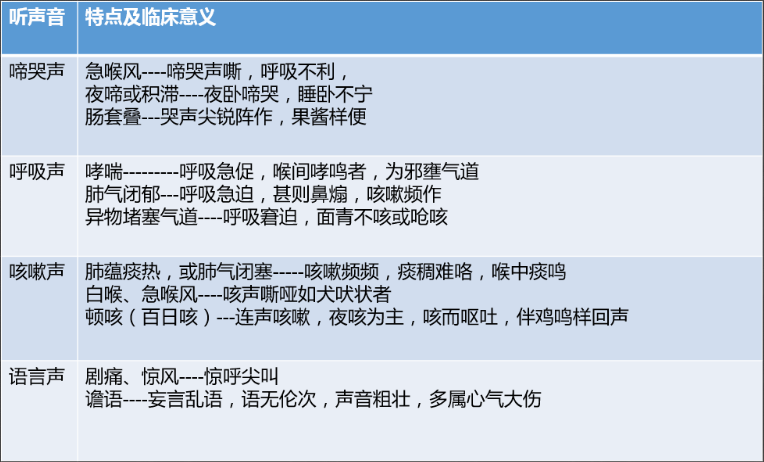 听声音 特点及临床意义
啼哭声 急喉风----啼哭声嘶，呼吸不利，
夜啼或积滞----夜卧啼哭，睡卧不宁
肠套叠---哭声尖锐阵作，果酱样便
呼吸声 哮喘---------呼吸急促，喉间哮鸣者，为邪壅气道
肺气闭郁---呼吸急迫，甚则鼻煽，咳嗽频作
异物堵塞气道----呼吸窘迫，面青不咳或呛咳
咳嗽声 肺蕴痰热，或肺气闭塞-----咳嗽频频，痰稠难咯，喉中痰鸣
白喉、急喉风----咳声嘶哑如犬吠状者
顿咳（百日咳）---连声咳嗽，夜咳为主，咳而呕吐，伴鸡鸣样回声
语言声 剧痛、惊风----惊呼尖叫
谵语----妄言乱语，语无伦次，声音粗壮，多属心气大伤